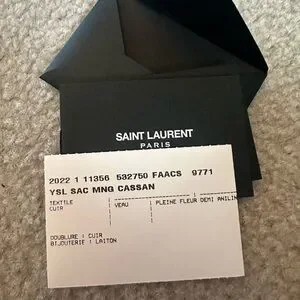 SAINT LAURENT
PARIS
2022 1 11356 532750 FAACS 9771
YSL SAC MNG CASSAN
TEXTILE
CUIR
VEAU
PLEINE FLEUR DEMI ANILIN
DOUBLURE : CUIR
BIJOUTERIE : LAITON